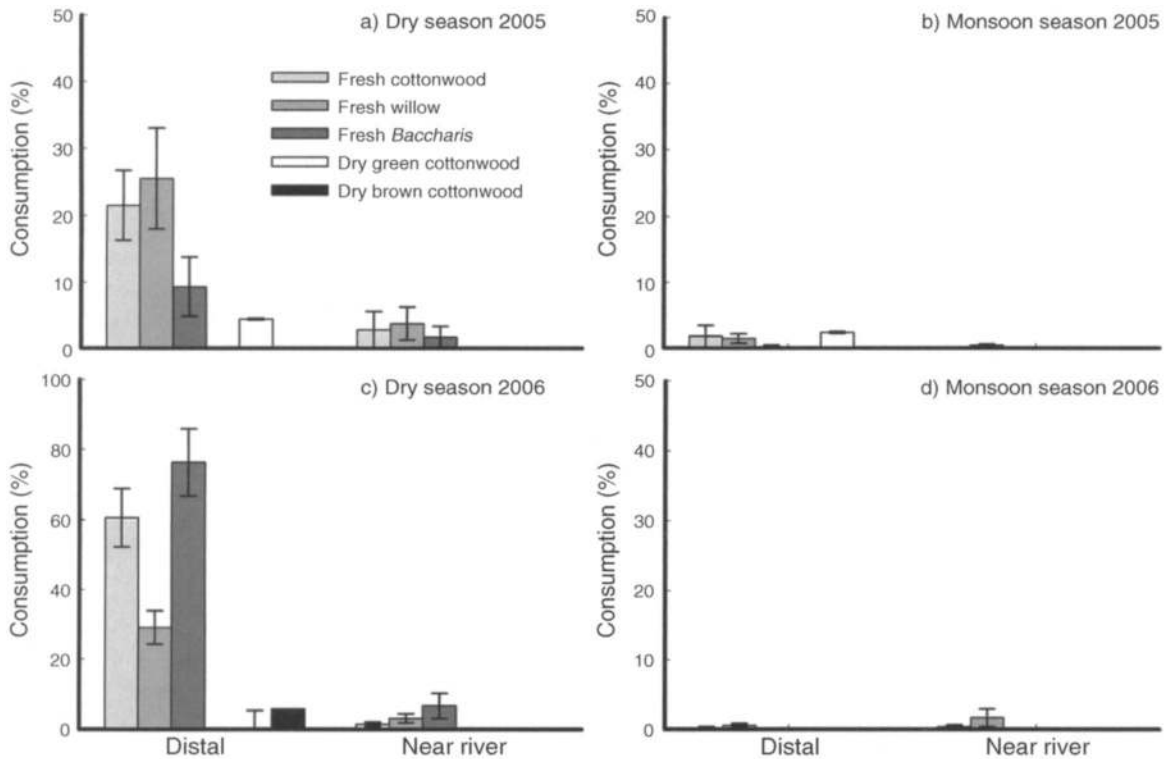 a) Dry season 2005
Consumption (%)
50
40
30
20
10
0
Fresh cottonwood
Fresh willow
Fresh Baccharis
Dry green cottonwood
Dry brown cottonwood
b) Monsoon season 2005
Consumption (%)
50
40
30
20
10
0
c) Dry season 2006
Consumption (%)
100
80
60
40
20
0
Distal
Near river
d) Monsoon season 2006
Consumption (%)
50
40
30
20
10
0
Distal
Near river